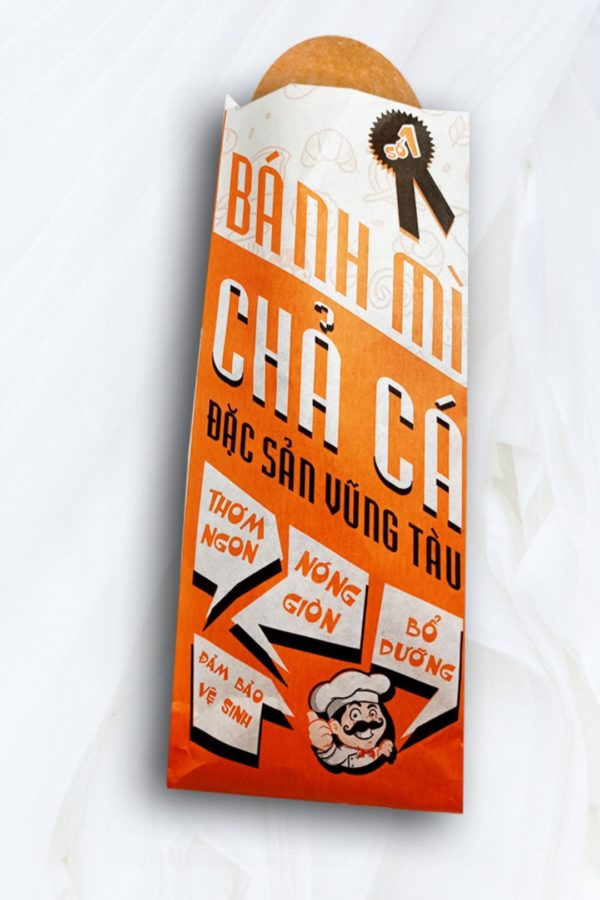 SỐ 1
BÁNH MÌ
CHẢ CÁ
ĐẶC SẢN VŨNG TÀU
THƠM
NGON
NÓNG
GIÒN
BỔ
DƯỠNG
ĐẢM BẢO
VỆ SINH